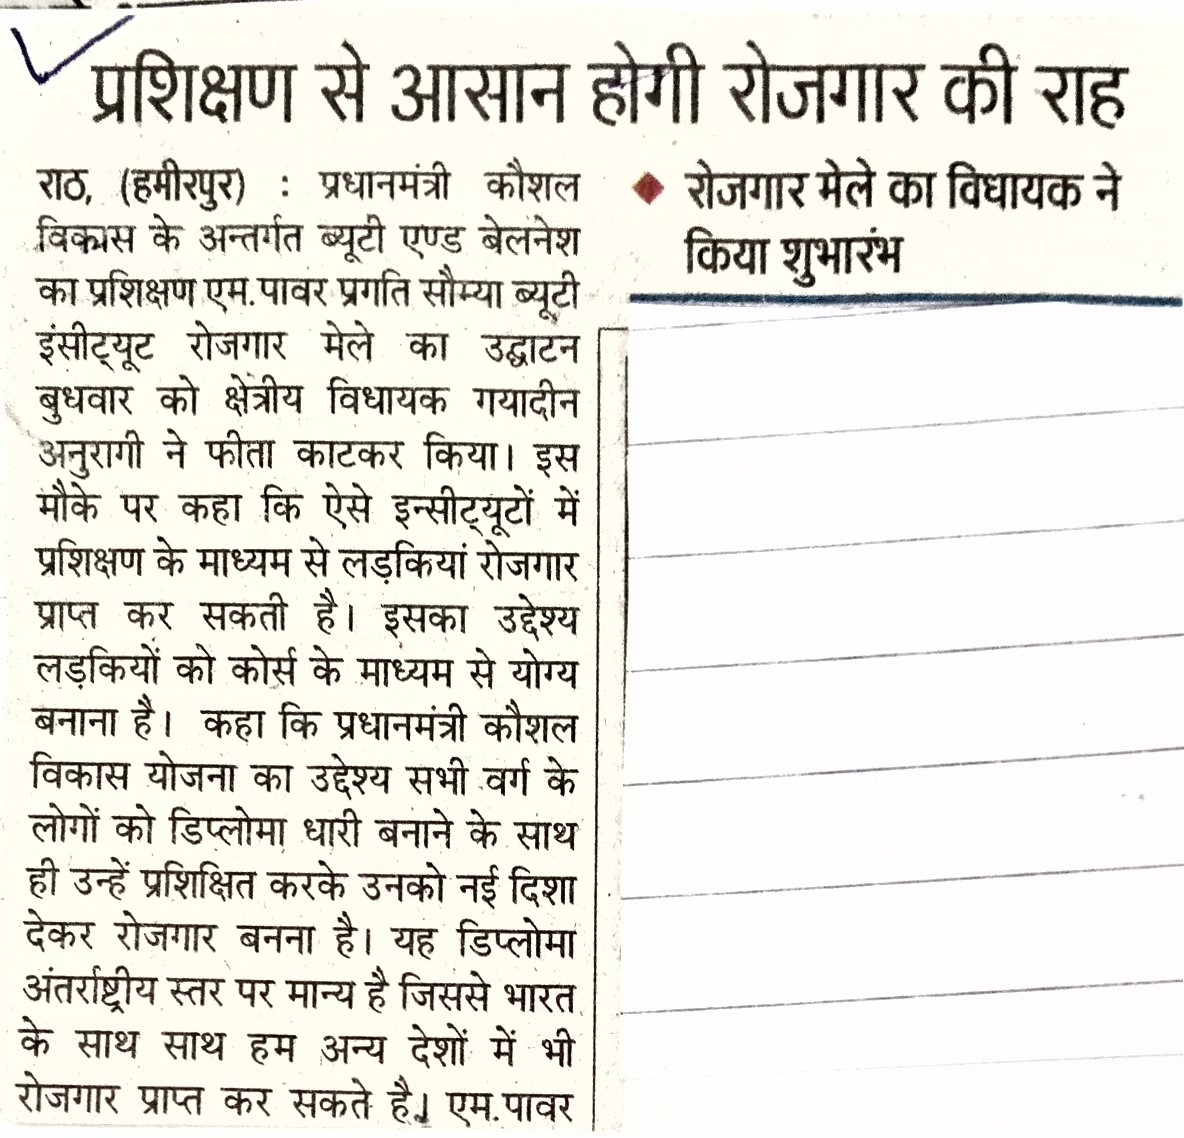 प्रशिक्षण से आसान होगी रोजगार की राह
राठ, (हमीरपुर) : प्रधानमंत्री कौशल
विकास के अन्तर्गत ब्यूटी एण्ड बेलनेश
का प्रशिक्षण एम.पावर प्रगति सौम्या ब्यूटी
इंसीट्यूट रोजगार मेले का उद्घाटन
बुधवार को क्षेत्रीय विधायक गयादीन
अनुरागी ने फीता काटकर किया। इस
मौके पर कहा कि ऐसे इन्सीट्यूटों में
प्रशिक्षण के माध्यम से लड़कियां रोजगार
प्राप्त कर सकती है। इसका उद्देश्य
लड़कियों को कोर्स के माध्यम से योग्य
बनाना है। कहा कि प्रधानमंत्री कौशल
विकास योजना का उद्देश्य सभी वर्ग के
लोगों को डिप्लोमा धारी बनाने के साथ
ही उन्हें प्रशिक्षित करके उनको नई दिशा
देकर रोजगार बनना है। यह डिप्लोमा
अंतर्राष्ट्रीय स्तर पर मान्य है जिससे भारत
के साथ साथ हम अन्य देशों में भी
रोजगार प्राप्त कर सकते है। एम.पावर
◆ रोजगार मेले का विधायक ने
किया शुभारंभ